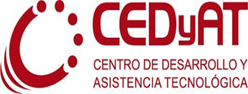 CEDyAT
CENTRO DE DESARROLLO Y
ASISTENCIA TECNOLÓGICA